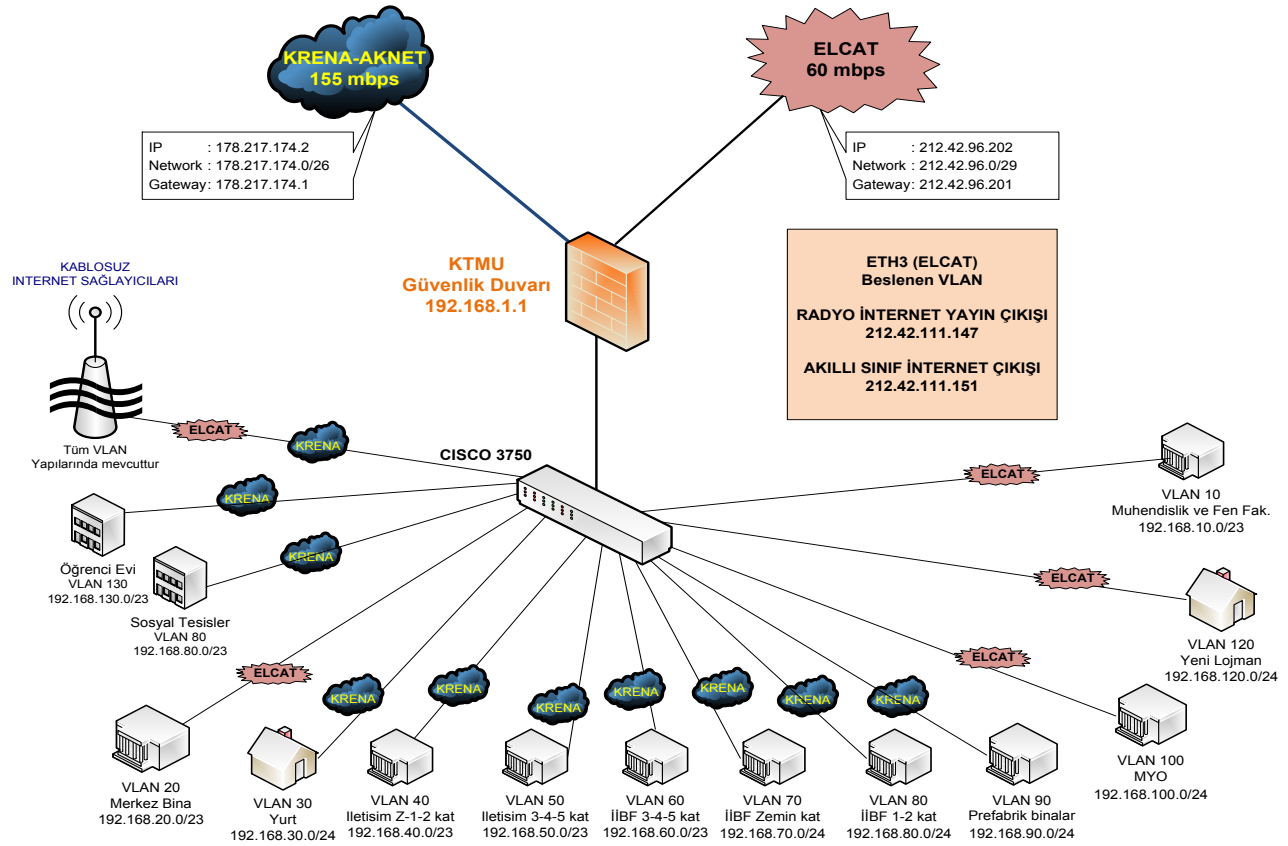 KRENA-AKNET
155 mbps
ELCAT
60 mbps
IP : 178.217.174.2
Network : 178.217.174.0/26
Gateway: 178.217.174.1
IP : 212.42.96.202
Network : 212.42.96.0/29
Gateway: 212.42.96.201
KTMU
Güvenlik Duvarı
192.168.1.1
ETH3 (ELCAT)
Beslenen VLAN
RADYO İNTERNET YAYIN ÇIKIŞI
212.42.111.147
AKILLI SINIF İNTERNET ÇIKIŞI
212.42.111.151
KABLOSUZ
INTERNET SAĞLAYICILARI
Tüm VLAN
Yapılarında mevcuttur
ELCAT
KRENA
CISCO 3750
KRENA
KRENA
Öğrenci Evi
VLAN 130
192.168.130.0/23
Sosyal Tesisler
VLAN 80
192.168.80.0/23
ELCAT
VLAN 10
Muhendislik ve Fen Fak.
192.168.10.0/23
ELCAT
VLAN 120
Yeni Lojman
192.168.120.0/24
ELCAT
VLAN 100
MYO
192.168.100.0/24
ELCAT
KRENA
KRENA
KRENA
KRENA
KRENA
KRENA
KRENA
VLAN 20
Merkez Bina
192.168.20.0/23
VLAN 30
Yurt
192.168.30.0/24
VLAN 40
Iletisim Z-1-2 kat
192.168.40.0/23
VLAN 50
Iletisim 3-4-5 kat
192.168.50.0/23
VLAN 60
İİBF 3-4-5 kat
192.168.60.0/23
VLAN 70
İİBF Zemin kat
192.168.70.0/24
VLAN 80
İİBF 1-2 kat
192.168.80.0/24
VLAN 90
Prefabrik binalar
192.168.90.0/24